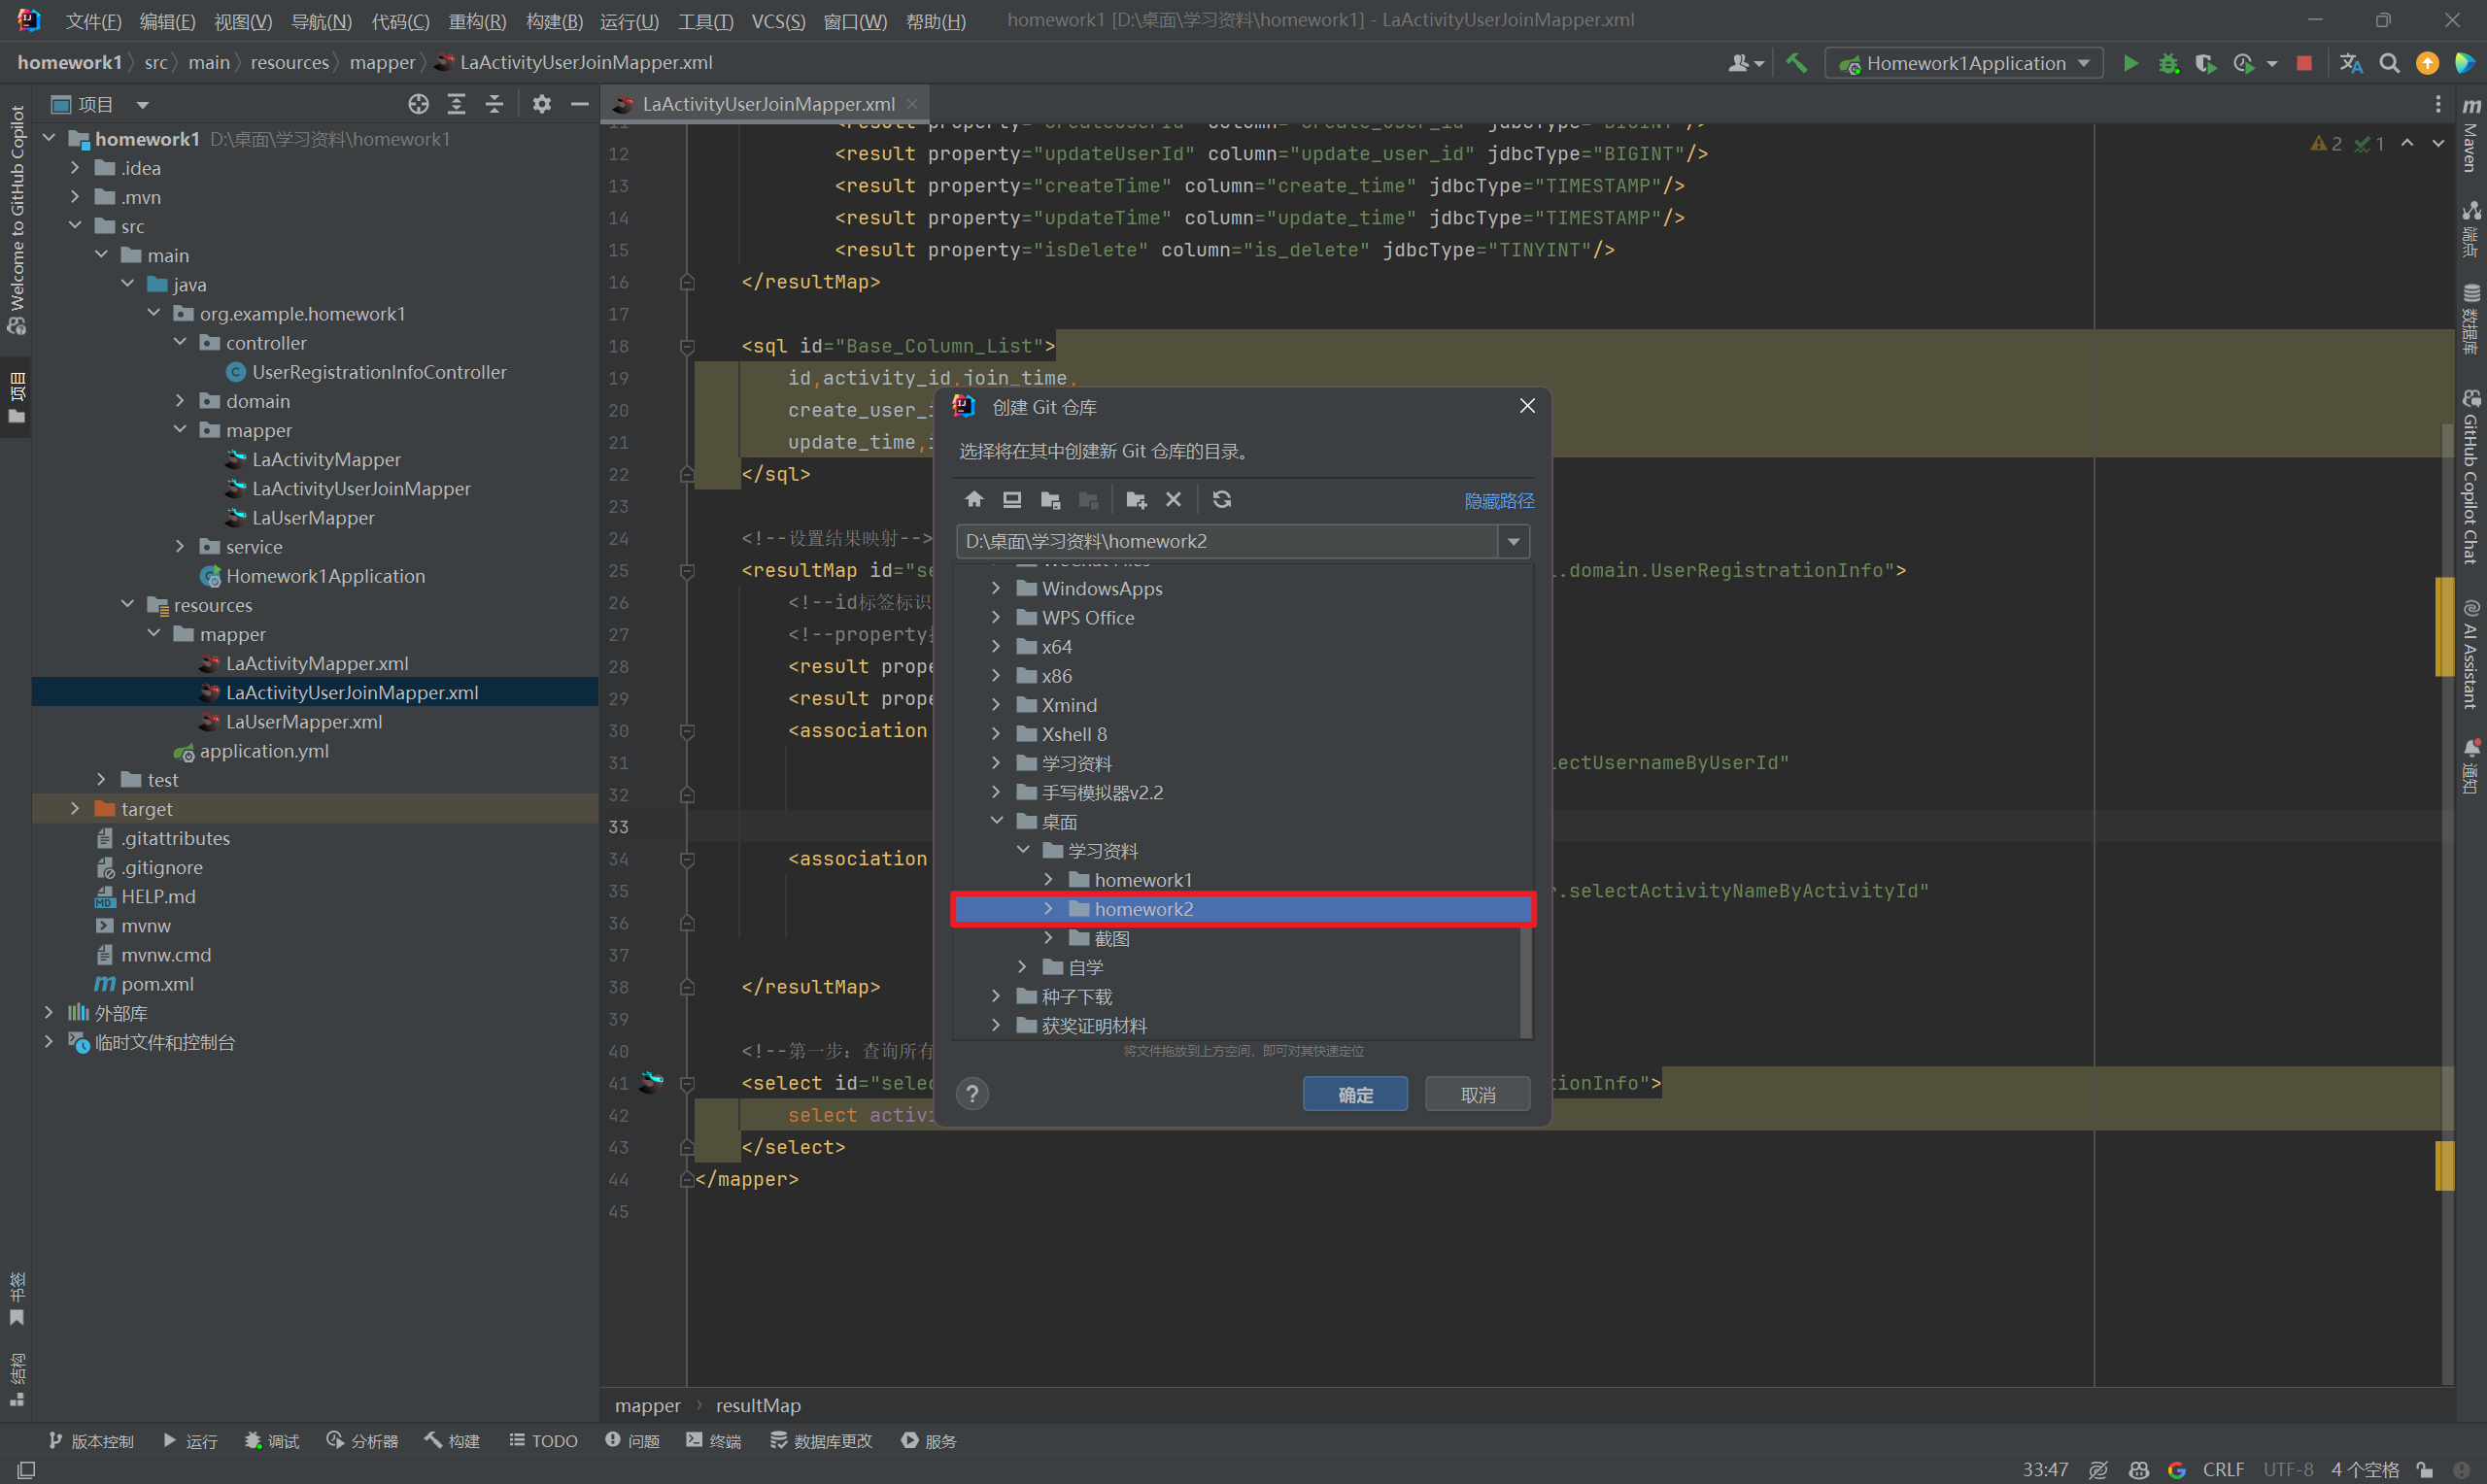 文件(F) 编辑(E) 视图(V) 导航(N) 代码(C) 重构(R) 构建(B) 运行(U) 工具(T) VCS(S) 窗口(W) 帮助(H) homework1 [D:\桌面\学习资料\homework1] - LaActivityUserJoinMapper.xml
homework1 src main resources mapper LaActivityUserJoinMapper.xml
Homework1Application
项目
LaActivityUserJoinMapper.xml
Welcome to GitHub Copilot
项目
书签
结构
homework1 D:\桌面\学习资料\homework1
.idea
.mvn
src
main
java
org.example.homework1
controller
UserRegistrationInfoController
domain
mapper
LaActivityMapper
LaActivityUserJoinMapper
LaUserMapper
service
Homework1Application
resources
mapper
LaActivityMapper.xml
LaActivityUserJoinMapper.xml
LaUserMapper.xml
application.yml
test
target
.gitattributes
.gitignore
HELP.md
mvnw
mvnw.cmd
pom.xml
外部库
临时文件和控制台
11 <result property="createUserId" column="create_user_id" jdbcType="BIGINT"/>
12 <result property="updateUserId" column="update_user_id" jdbcType="BIGINT"/>
13 <result property="createTime" column="create_time" jdbcType="TIMESTAMP"/>
14 <result property="updateTime" column="update_time" jdbcType="TIMESTAMP"/>
15 <result property="isDelete" column="is_delete" jdbcType="TINYINT"/>
16 </resultMap>
17
18 <sql id="Base_Column_List">
19 id,activity_id,join_time,
20 create_user_
21 update_time,
22 </sql>
23
24 <!--设置结果映射-->
25 <resultMap id="se .domain.UserRegistrationInfo">
26 <!--id标签标识
27 <!--property
28 <result prope
29 <result prope
30 <association
31 ectUsernameByUserId"
32
33
34 <association
35 .selectActivityNameByActivityId"
36
37
38 </resultMap>
39
40 <!--第一步：查询所有
41 <select id="selec ionInfo">
42 select activi
43 </select>
44 </mapper>
45
2 1
创建 Git 仓库
选择将在其中创建新 Git 仓库的目录。
隐藏路径
D:\桌面\学习资料\homework2
WeChat Files
WindowsApps
WPS Office
x64
x86
Xmind
Xshell 8
学习资料
手写模拟器v2.2
桌面
学习资料
homework1
homework2
截图
自学
种子下载
获奖证明材料
将文件拖放到上方空间，即可对其快速定位
? 确定 取消
m Maven
端点
数据库
GitHub Copilot Chat
AI Assistant
通知
mapper resultMap
版本控制 运行 调试 分析器 构建 TODO 问题 终端 数据库更改 服务
33:47 CRLF UTF-8 4 个空格